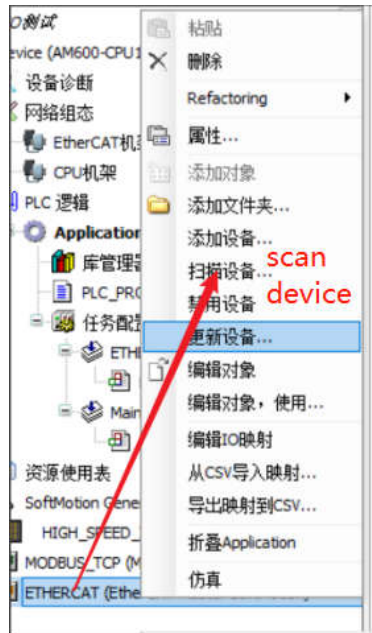 O测试
evice (AM600-CPU1
设备诊断
网络组态
EtherCAT机
CPU机架
PLC 逻辑
Application
库管理
PLC_PRO
任务配
ETH
Main
资源使用表
SoftMotion Gene
HIGH_SPEED_
MODBUS_TCP (M
ETHERCAT (Ethe
粘贴
删除
Refactoring
属性...
添加对象
添加文件夹...
添加设备...
扫描设备...
禁用设备
更新设备...
编辑对象
编辑对象，使用...
编辑IO映射
从CSV导入映射...
导出映射到CSV...
折叠Application
仿真
scan
device